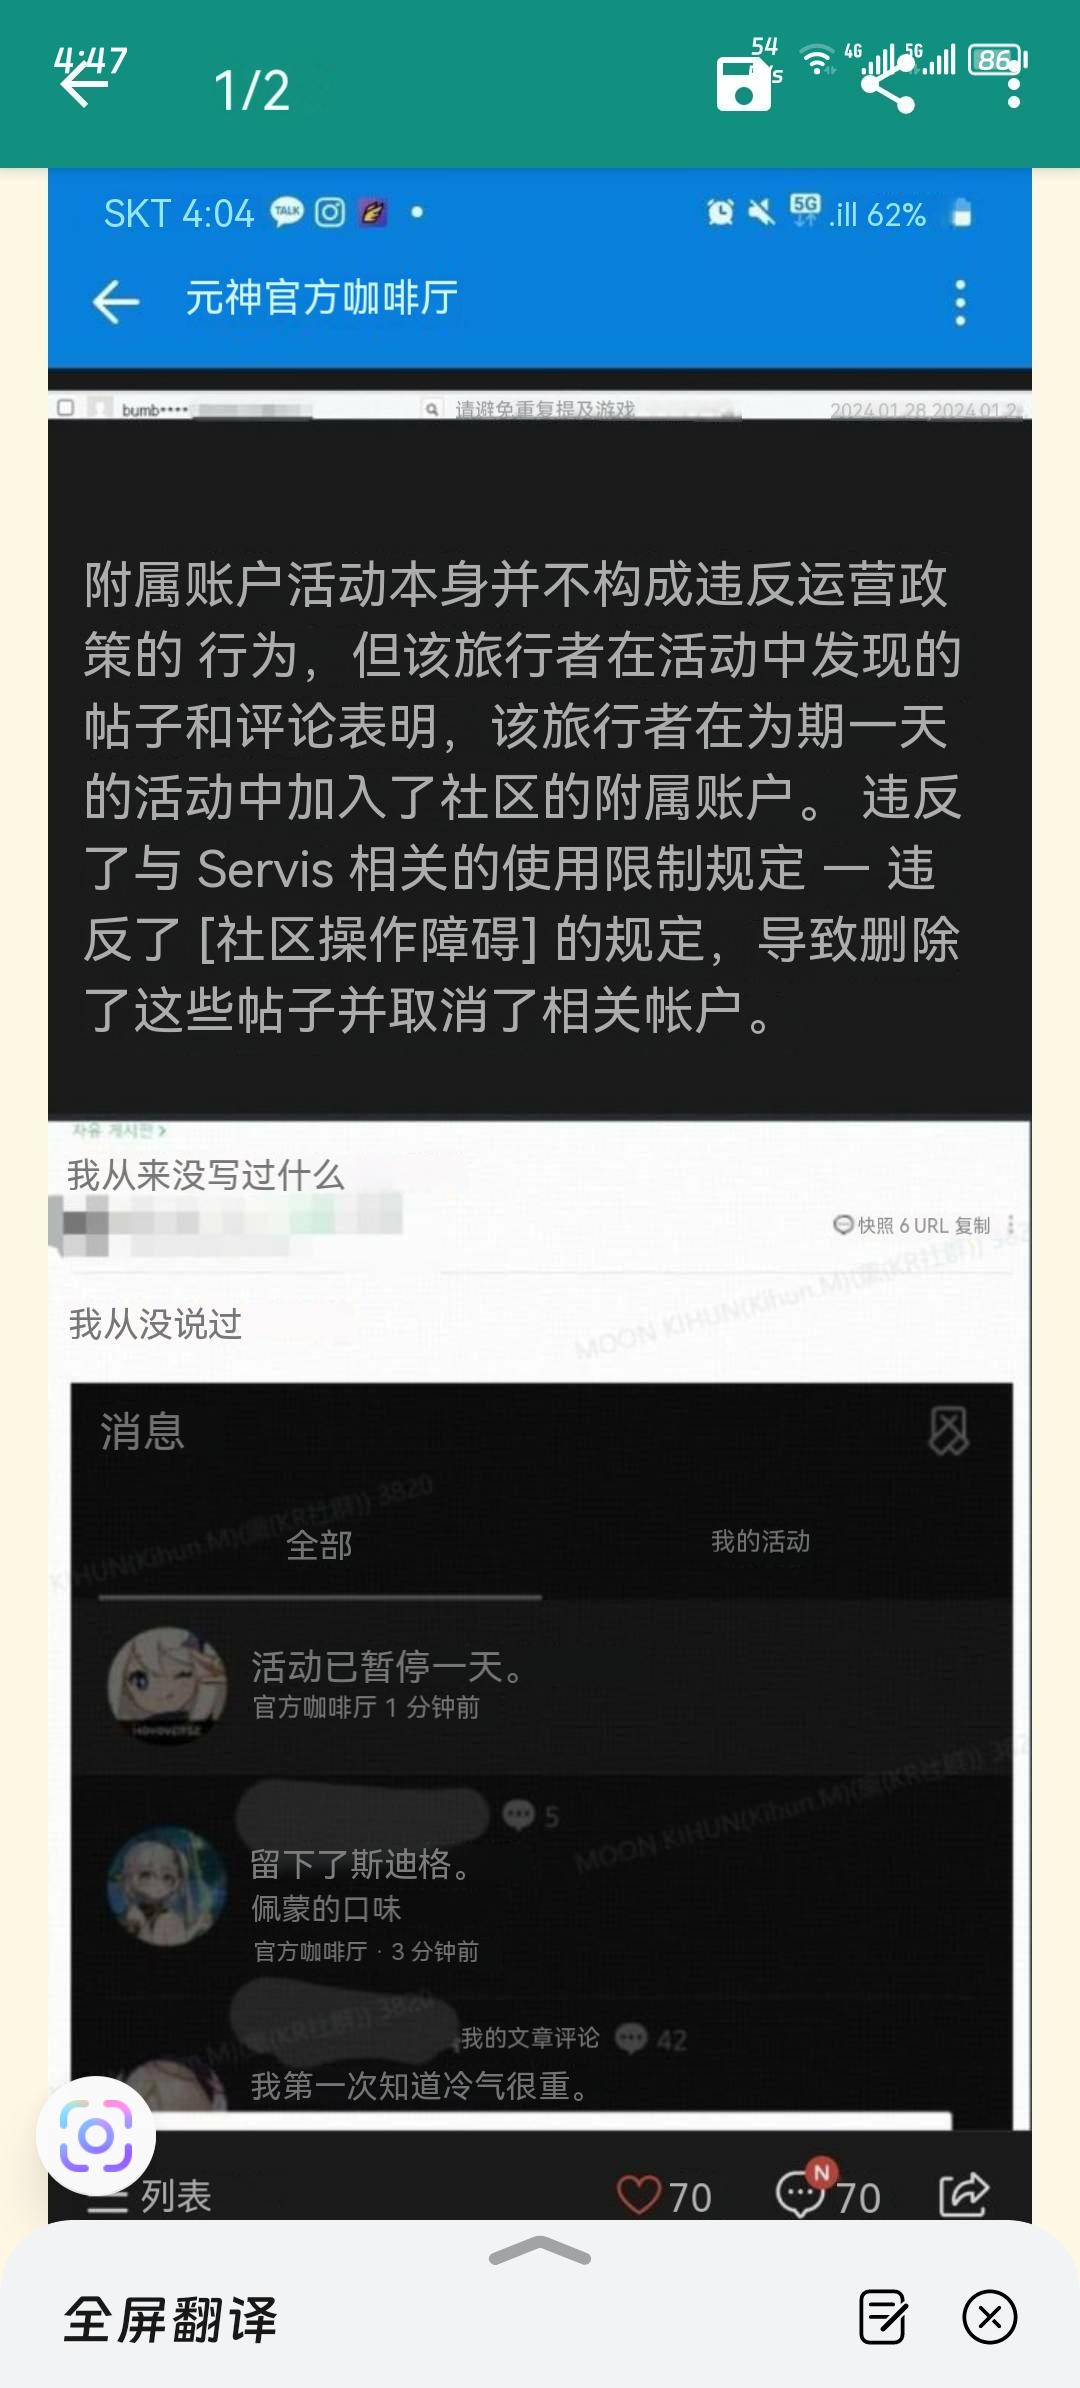 4:47
54
4G
5G
86
1/2
SKT 4:04
TALK
5G
.ill 62%
元神官方咖啡厅
bumb****
请避免重复提及游戏
2024.01.28,2024.01.2
附属账户活动本身并不构成违反运营政
策的 行为，但该旅行者在活动中发现的
帖子和评论表明，该旅行者在为期一天
的活动中加入了社区的附属账户。 违反
了与 Servis 相关的使用限制规定 一 违
反了 [社区操作障碍] 的规定，导致删除
了这些帖子并取消了相关帐户。
자유 게시판 >
我从来没写过什么
快照 6 URL 复制
MOON KIHUN(Kihun.M)
我从没说过
消息
KIHUN(Kihun.M) 3820
全部
我的活动
活动已暂停一天。
官方咖啡厅 1 分钟前
HOYOVERSE
5
留下了斯迪格。
MOON KIHUN(Kihun.M)
佩蒙的口味
官方咖啡厅 · 3 分钟前
3820
我的文章评论
42
我第一次知道冷气很重。
列表
70
N
70
全屏翻译